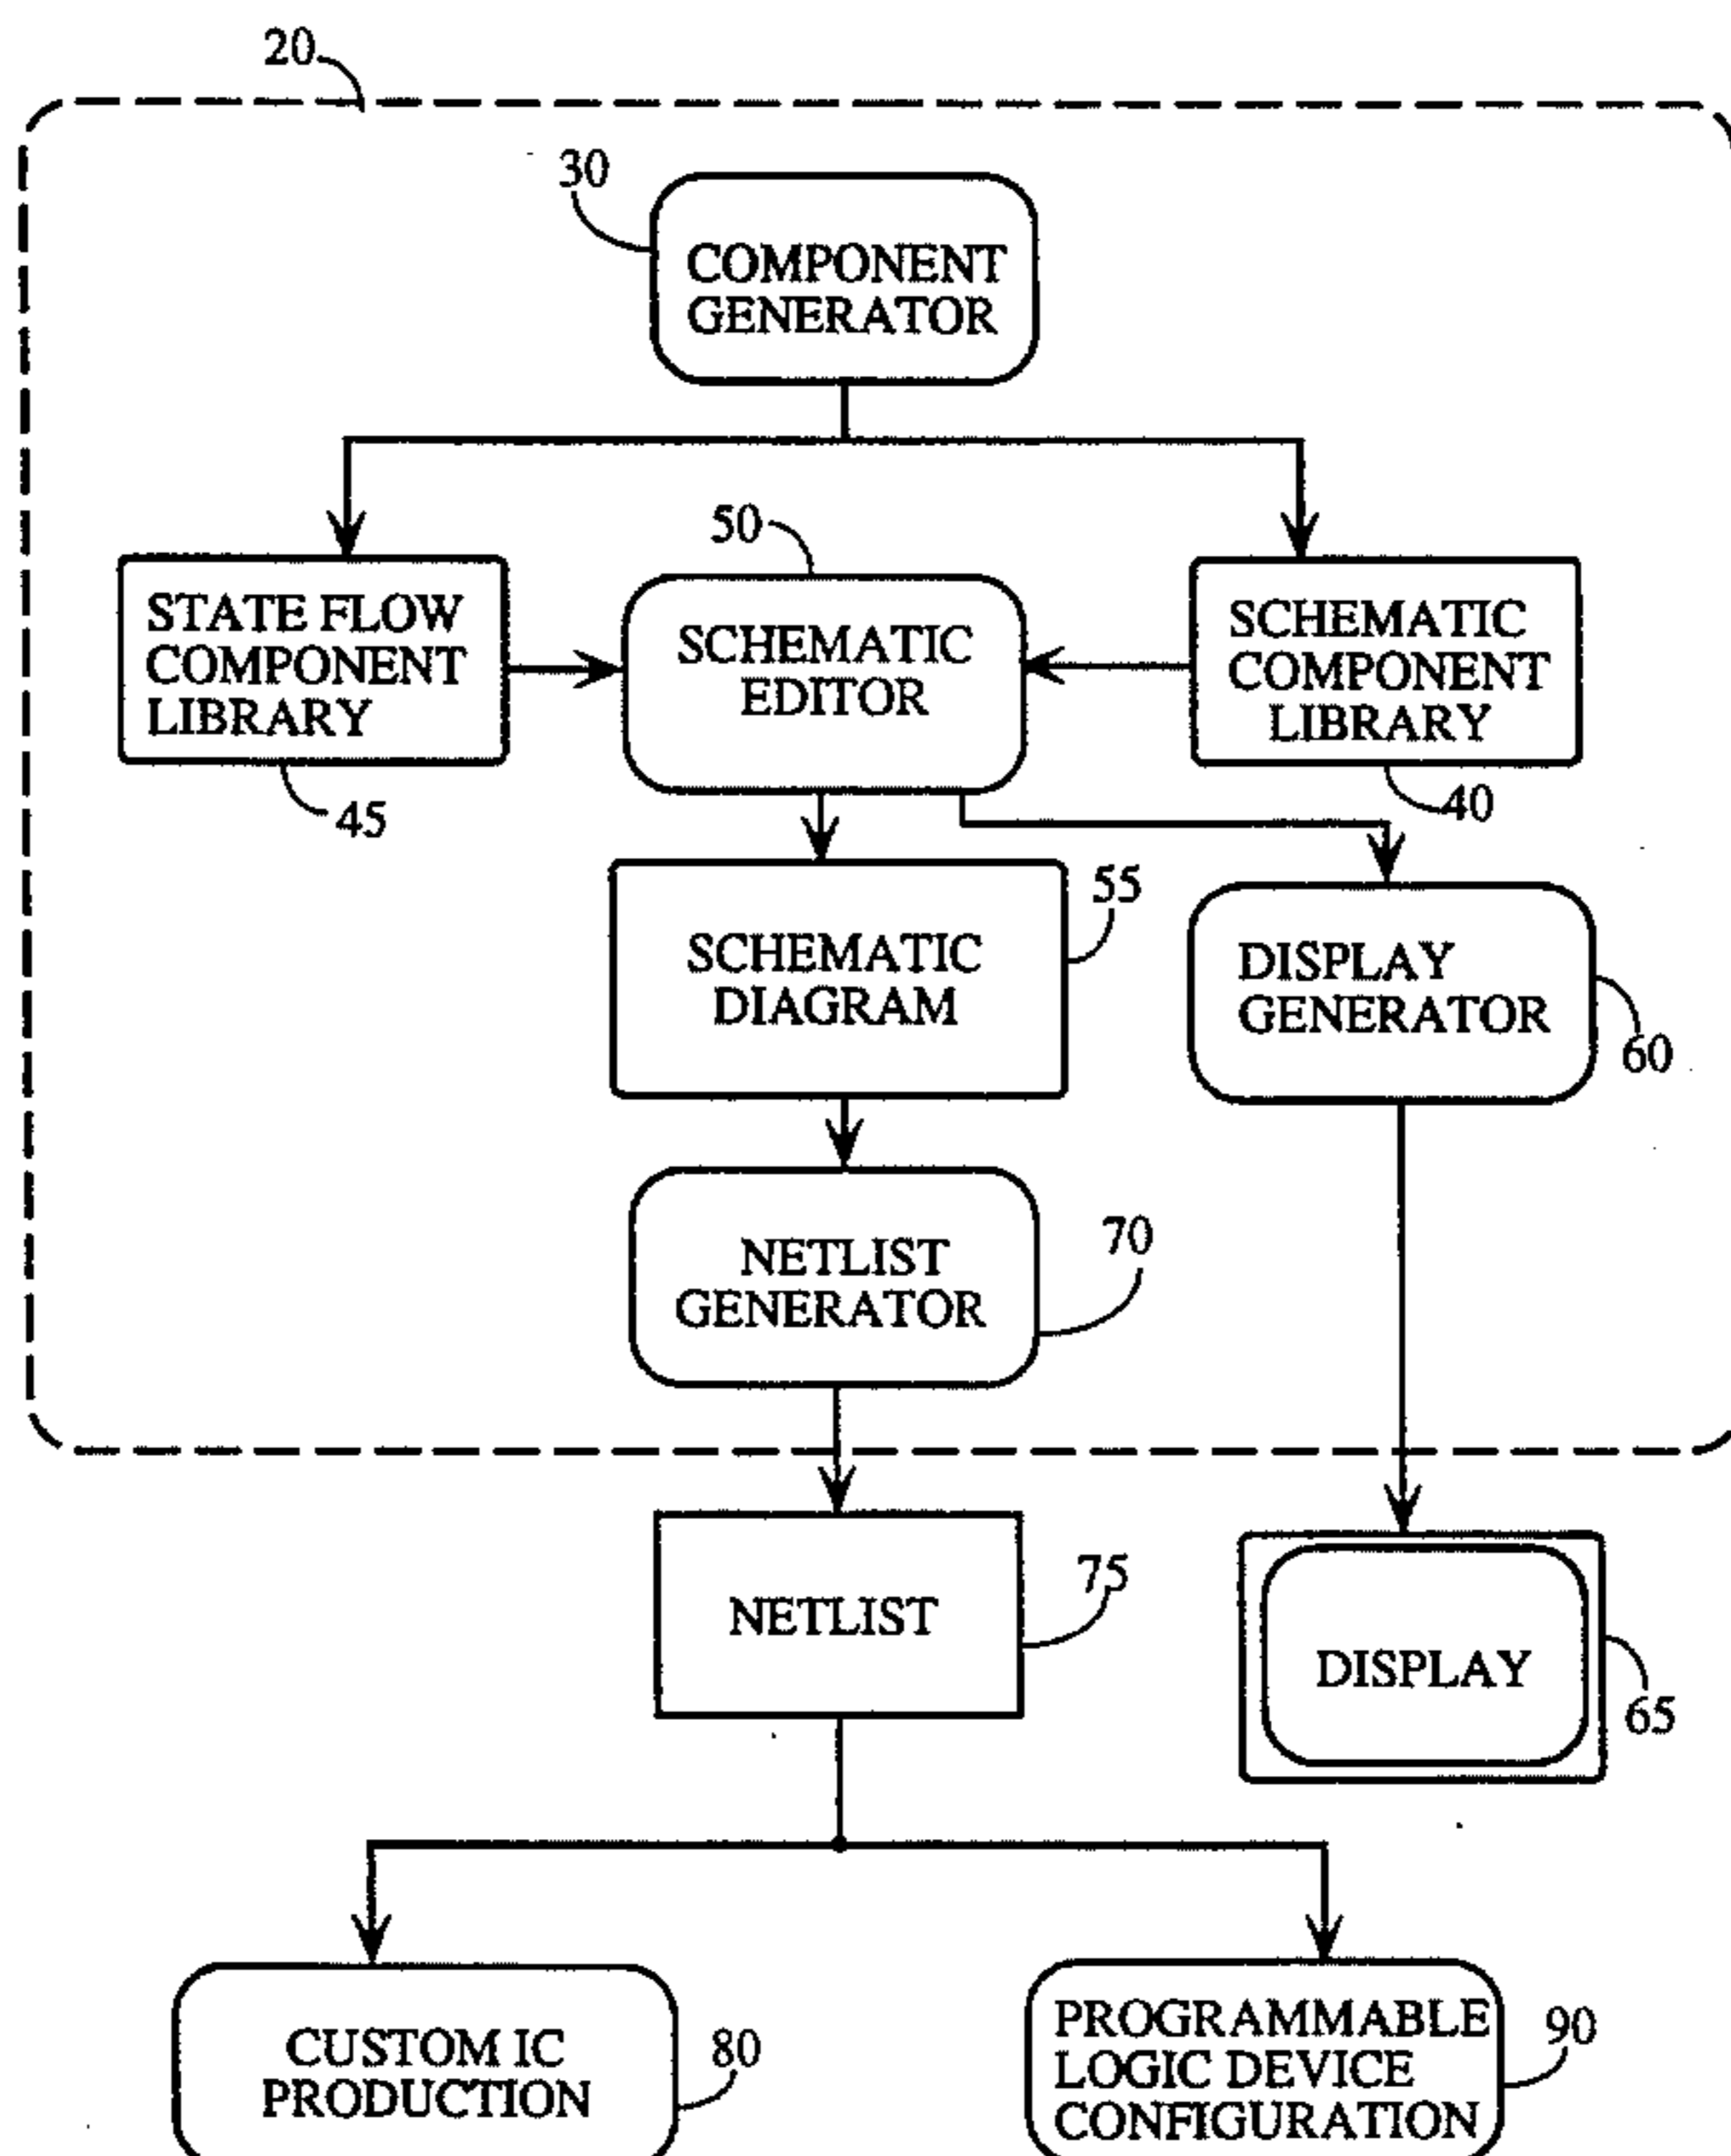 20
30
COMPONENT
GENERATOR
50
STATE FLOW
COMPONENT
LIBRARY
45
SCHEMATIC
EDITOR
SCHEMATIC
COMPONENT
LIBRARY
40
55
SCHEMATIC
DIAGRAM
DISPLAY
GENERATOR
60
NETLIST
GENERATOR
70
NETLIST
75
DISPLAY
65
CUSTOM IC
PRODUCTION
80
PROGRAMMABLE
LOGIC DEVICE
CONFIGURATION
90